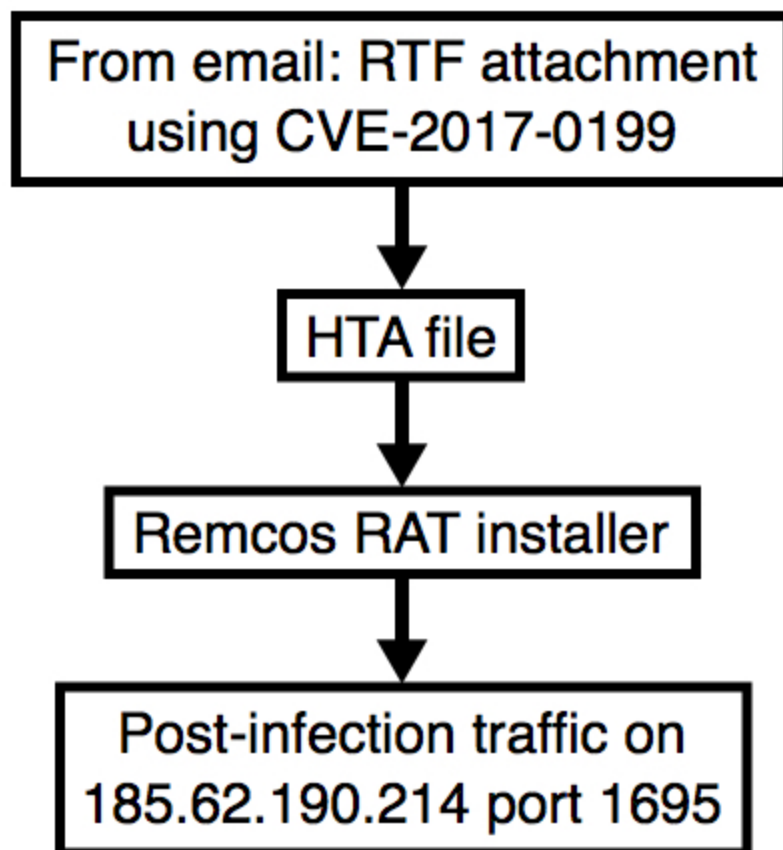 From email: RTF attachment
using CVE-2017-0199
HTA file
Remcos RAT installer
Post-infection traffic on
185.62.190.214 port 1695